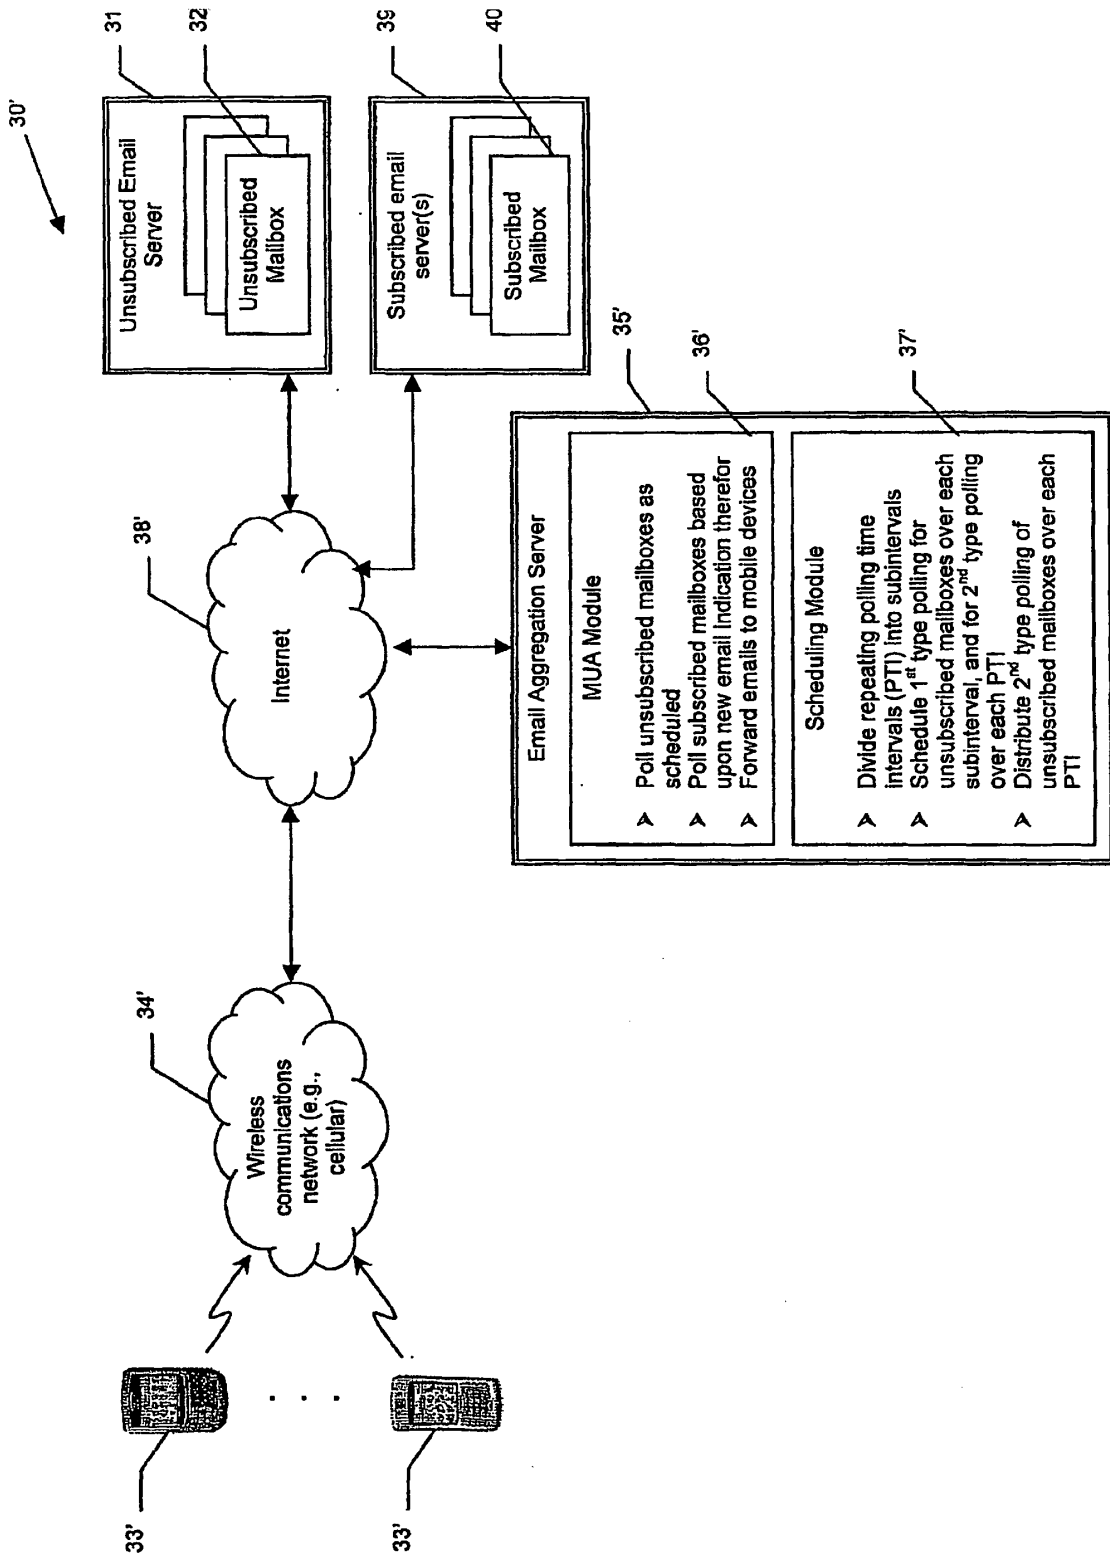 30'
31
32
39
40
Unsubscribed Email
Server
Unsubscribed
Mailbox
Subscribed email
server(s)
Subscribed
Mailbox
38'
Internet
34'
Wireless
communications
network (e.g.,
cellular)
33'
33'
35'
36'
37'
Email Aggregation Server
MUA Module
➢ Poll unsubscribed mailboxes as
scheduled
➢ Poll subscribed mailboxes based
upon new email indication therefor
➢ Forward emails to mobile devices
Scheduling Module
➢ Divide repeating polling time
intervals (PTI) into subintervals
➢ Schedule 1st type polling for
unsubscribed mailboxes over each
subinterval, and for 2nd type polling
over each PTI
➢ Distribute 2nd type polling of
unsubscribed mailboxes over each
PTI